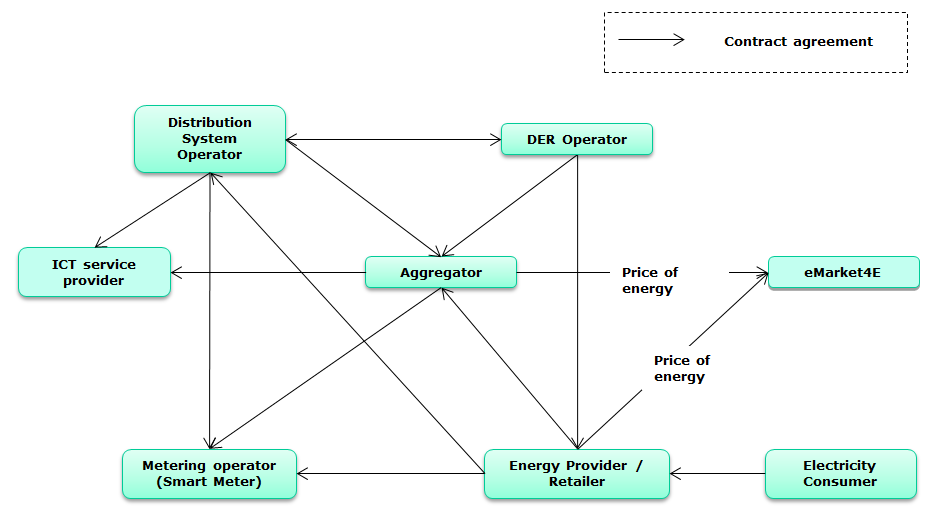 Contract agreement
Distribution
System
Operator
DER Operator
ICT service
provider
Aggregator
Price of
energy
eMarket4E
Price of
energy
Metering operator
(Smart Meter)
Energy Provider /
Retailer
Electricity
Consumer